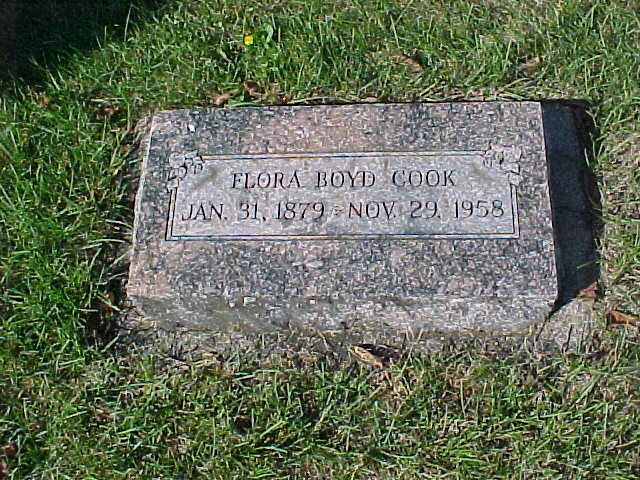 FLORA BOYD COOK
JAN. 31, 1879 - NOV. 29, 1958